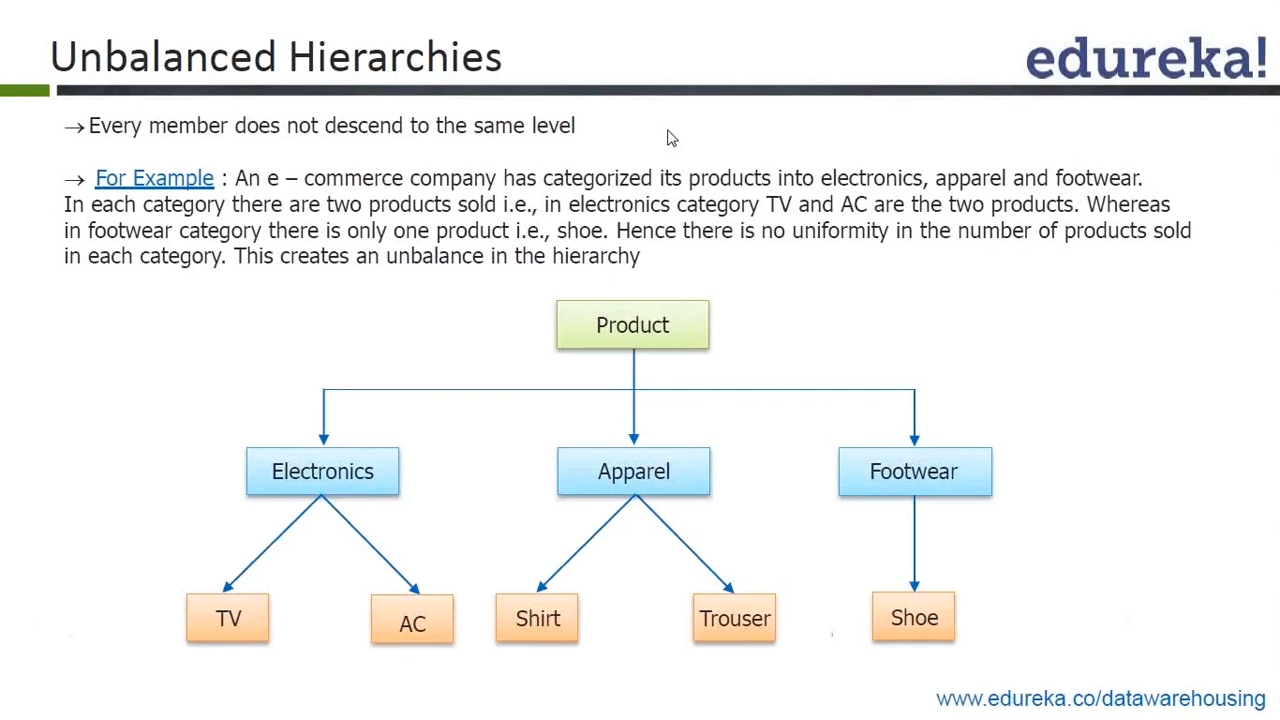 Unbalanced Hierarchies
edureka!
→Every member does not descend to the same level
→ For Example : An e – commerce company has categorized its products into electronics, apparel and footwear.
In each category there are two products sold i.e., in electronics category TV and AC are the two products. Whereas
in footwear category there is only one product i.e., shoe. Hence there is no uniformity in the number of products sold
in each category. This creates an unbalance in the hierarchy
Product
Electronics
Apparel
Footwear
TV
AC
Shirt
Trouser
Shoe
www.edureka.co/datawarehousing